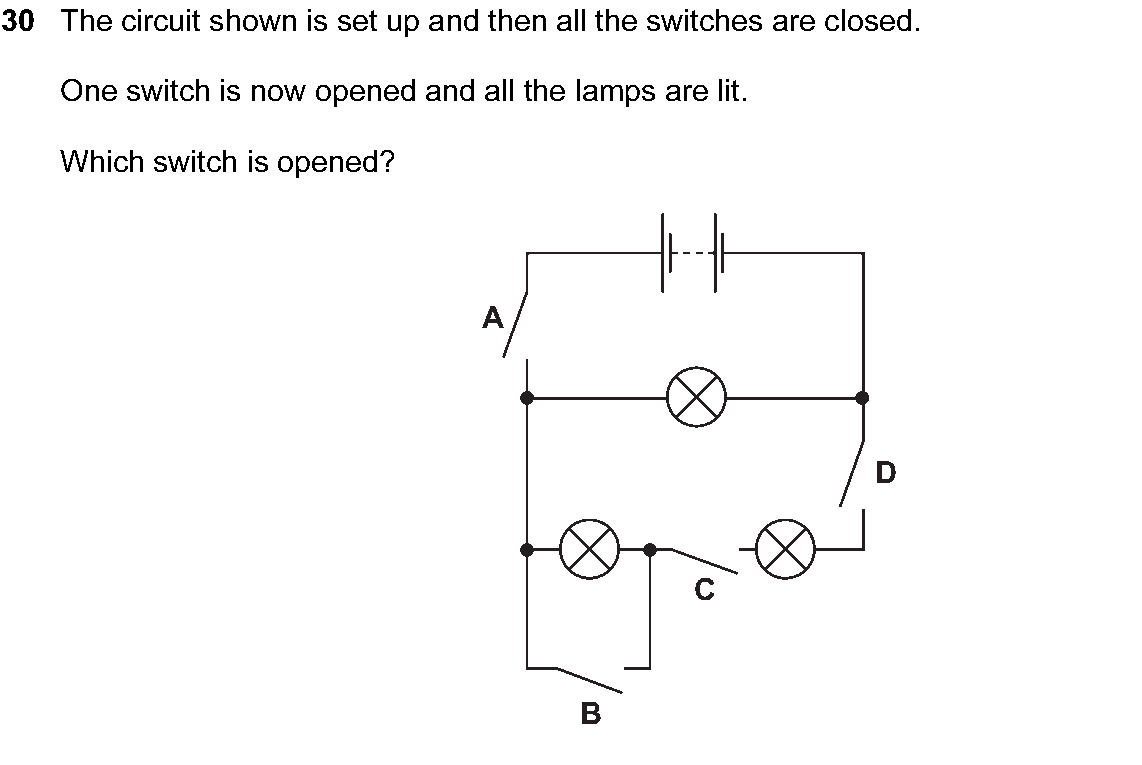 30 The circuit shown is set up and then all the switches are closed.
One switch is now opened and all the lamps are lit.
Which switch is opened?
A
D
C
B